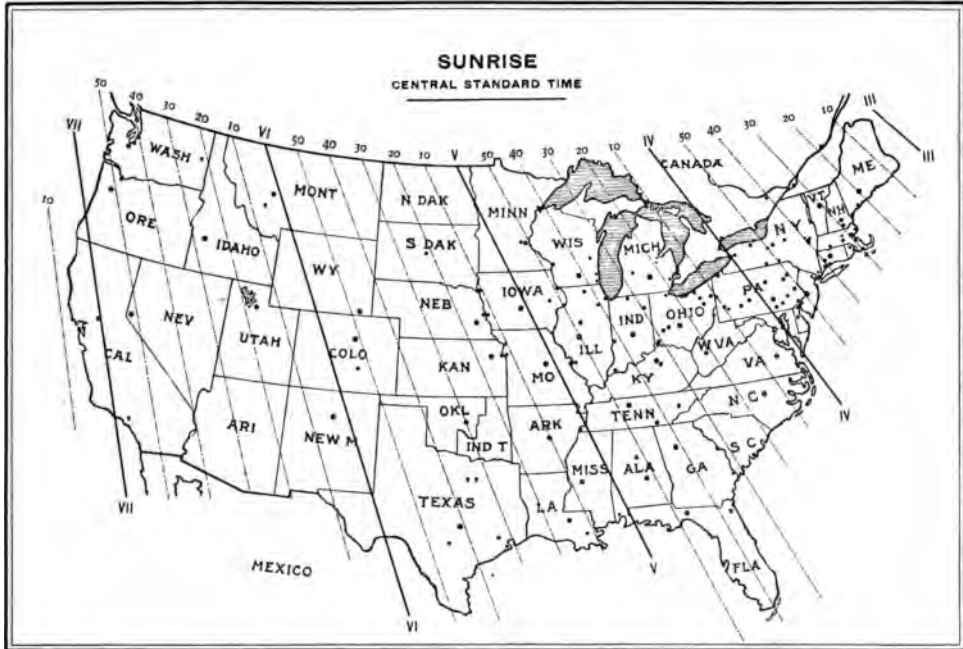 SUNRISE
CENTRAL STANDARD TIME
III
10
20
30
40
50
IV
10
20
30
40
50
V
10
20
30
40
50
VI
10
20
30
40
50
VII
10
III
CANADA
ME
VT
NH
N Y
WASH
MONT
N DAK
MINN
ORE
IDAHO
S DAK
WIS
MICH
WY
NEB
IOWA
PA
NEV
UTAH
COLO
KAN
MO
ILL
IND
OHIO
W VA
VA
CAL
KY
N C
IV
ARI
NEW M
OKL
IND T
ARK
TENN
S C
MISS
ALA
GA
TEXAS
LA
VII
MEXICO
FLA
V
VI